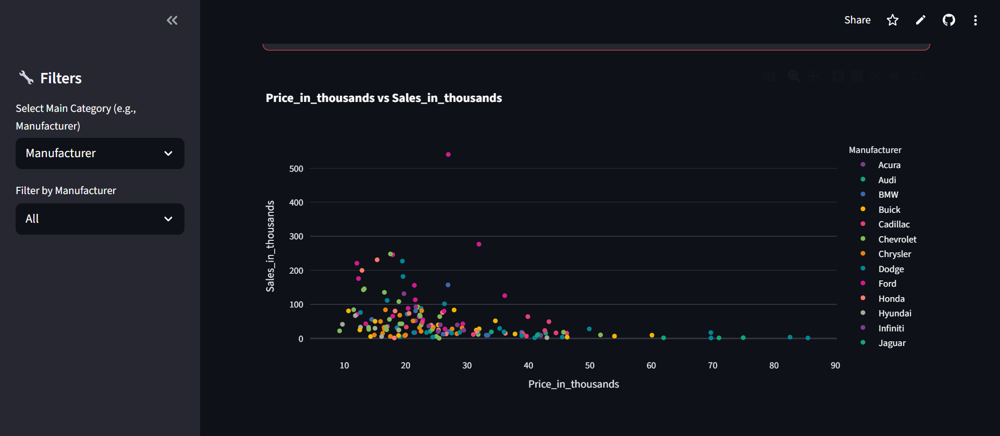 Share
Filters
Select Main Category (e.g.,
Manufacturer)
Manufacturer
Filter by Manufacturer
All
Price_in_thousands vs Sales_in_thousands
Sales_in_thousands
500
400
300
200
100
0
10 20 30 40 50 60 70 80 90
Price_in_thousands
Manufacturer
Acura
Audi
BMW
Buick
Cadillac
Chevrolet
Chrysler
Dodge
Ford
Honda
Hyundai
Infiniti
Jaguar